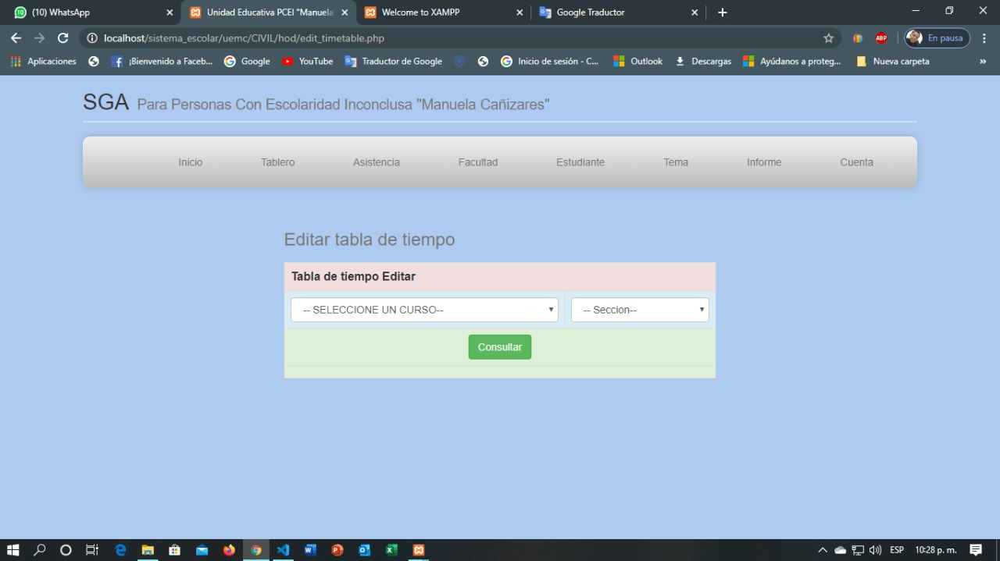 (10) WhatsApp
Unidad Educativa PCEI "Manuela
Welcome to XAMPP
Google Traductor
localhost/sistema_escolar/uemc/CIVIL/hod/edit_timetable.php
ABP
En pausa
Aplicaciones
¡Bienvenido a Faceb...
Google
YouTube
Traductor de Google
Inicio de sesión - C...
Outlook
Descargas
Ayúdanos a proteg...
Nueva carpeta
»
SGA Para Personas Con Escolaridad Inconclusa "Manuela Cañizares"
Inicio
Tablero
Asistencia
Facultad
Estudiante
Tema
Informe
Cuenta
Editar tabla de tiempo
Tabla de tiempo Editar
-- SELECCIONE UN CURSO--
-- Seccion--
Consultar
ESP
10:28 p. m.